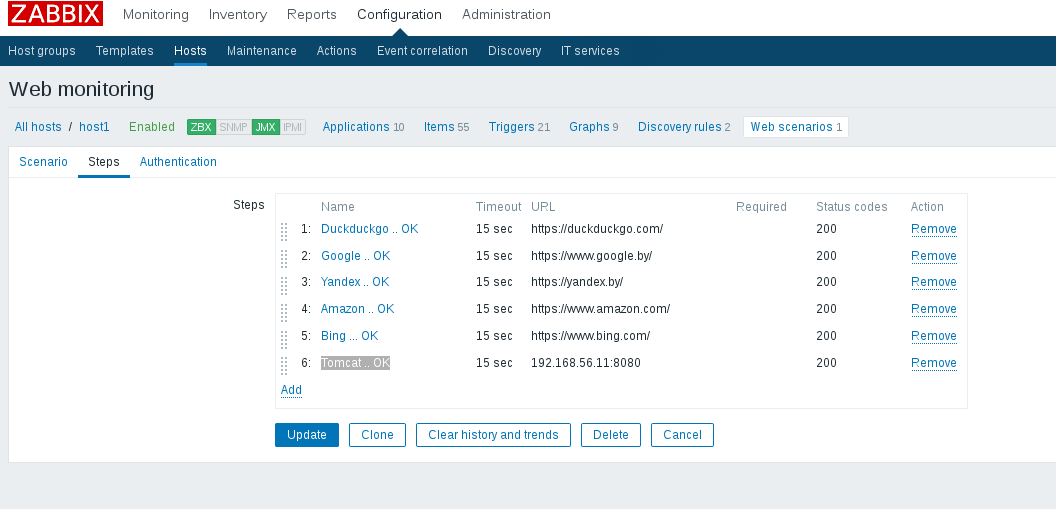 ZABBIX Monitoring Inventory Reports Configuration Administration
Host groups Templates Hosts Maintenance Actions Event correlation Discovery IT services
Web monitoring
All hosts / host1 Enabled ZBX SNMP JMX IPMI Applications 10 Items 55 Triggers 21 Graphs 9 Discovery rules 2 Web scenarios 1
Scenario Steps Authentication
Steps Name Timeout URL Required Status codes Action
1: Duckduckgo .. OK 15 sec https://duckduckgo.com/ 200 Remove
2: Google .. OK 15 sec https://www.google.by/ 200 Remove
3: Yandex .. OK 15 sec https://yandex.by/ 200 Remove
4: Amazon .. OK 15 sec https://www.amazon.com/ 200 Remove
5: Bing ... OK 15 sec https://www.bing.com/ 200 Remove
6: Tomcat .. OK 15 sec 192.168.56.11:8080 200 Remove
Add
Update Clone Clear history and trends Delete Cancel